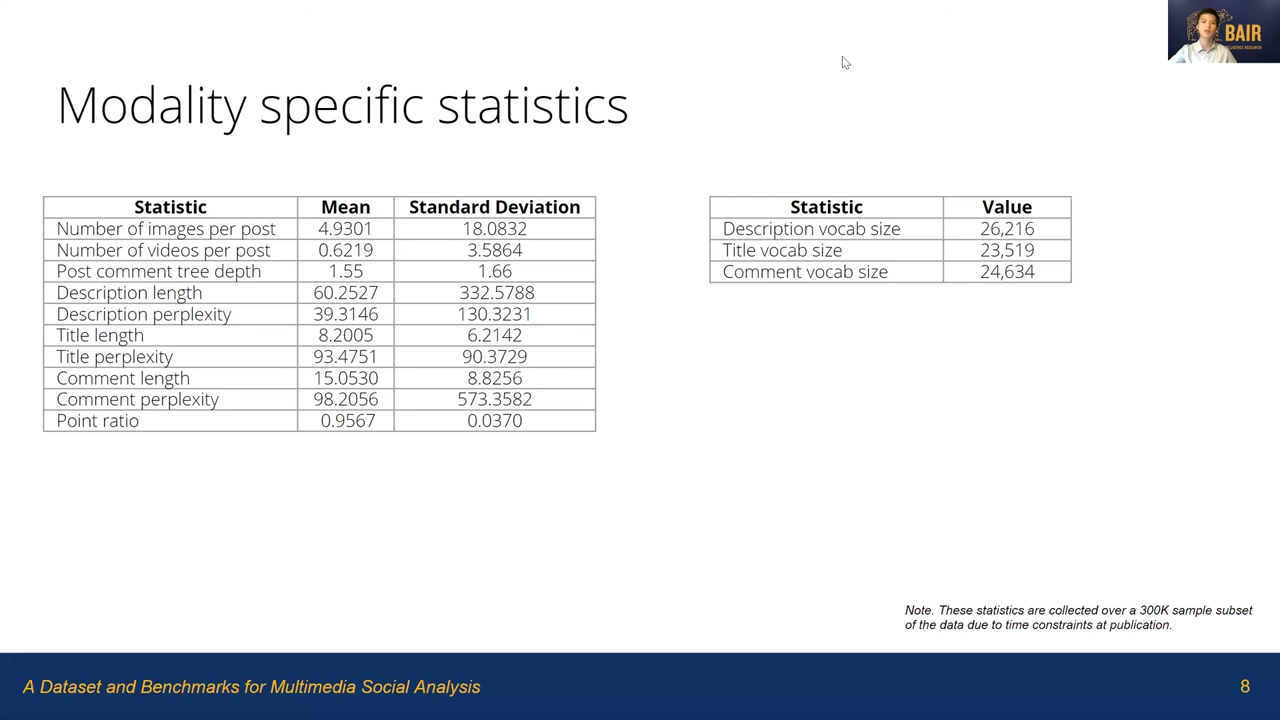 BAIR
Modality specific statistics
Statistic Mean Standard Deviation
Number of images per post 4.9301 18.0832
Number of videos per post 0.6219 3.5864
Post comment tree depth 1.55 1.66
Description length 60.2527 332.5788
Description perplexity 39.3146 130.3231
Title length 8.2005 6.2142
Title perplexity 93.4751 90.3729
Comment length 15.0530 8.8256
Comment perplexity 98.2056 573.3582
Point ratio 0.9567 0.0370
Statistic Value
Description vocab size 26,216
Title vocab size 23,519
Comment vocab size 24,634
Note. These statistics are collected over a 300K sample subset
of the data due to time constraints at publication.
A Dataset and Benchmarks for Multimedia Social Analysis
8